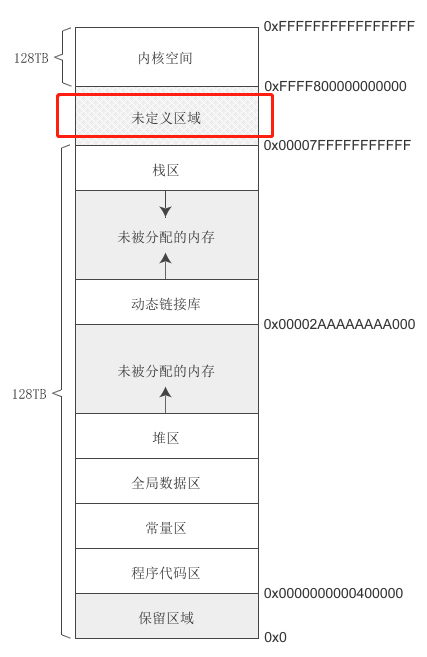 0xFFFFFFFFFFFFFFFF
128TB
内核空间
0xFFFF800000000000
未定义区域
0x00007FFFFFFFFFFF
栈区
未被分配的内存
动态链接库
0x00002AAAAAAAA000
未被分配的内存
128TB
堆区
全局数据区
常量区
程序代码区
0x0000000000400000
保留区域
0x0